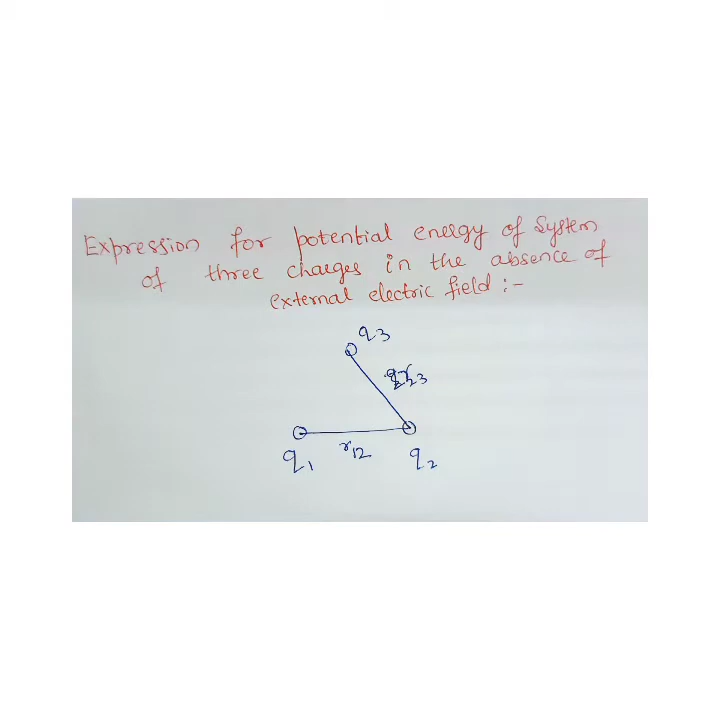 Expression for potential energy of System
of three charges in the absence of
external electric field :-
q3
r23
r12
q1
q2